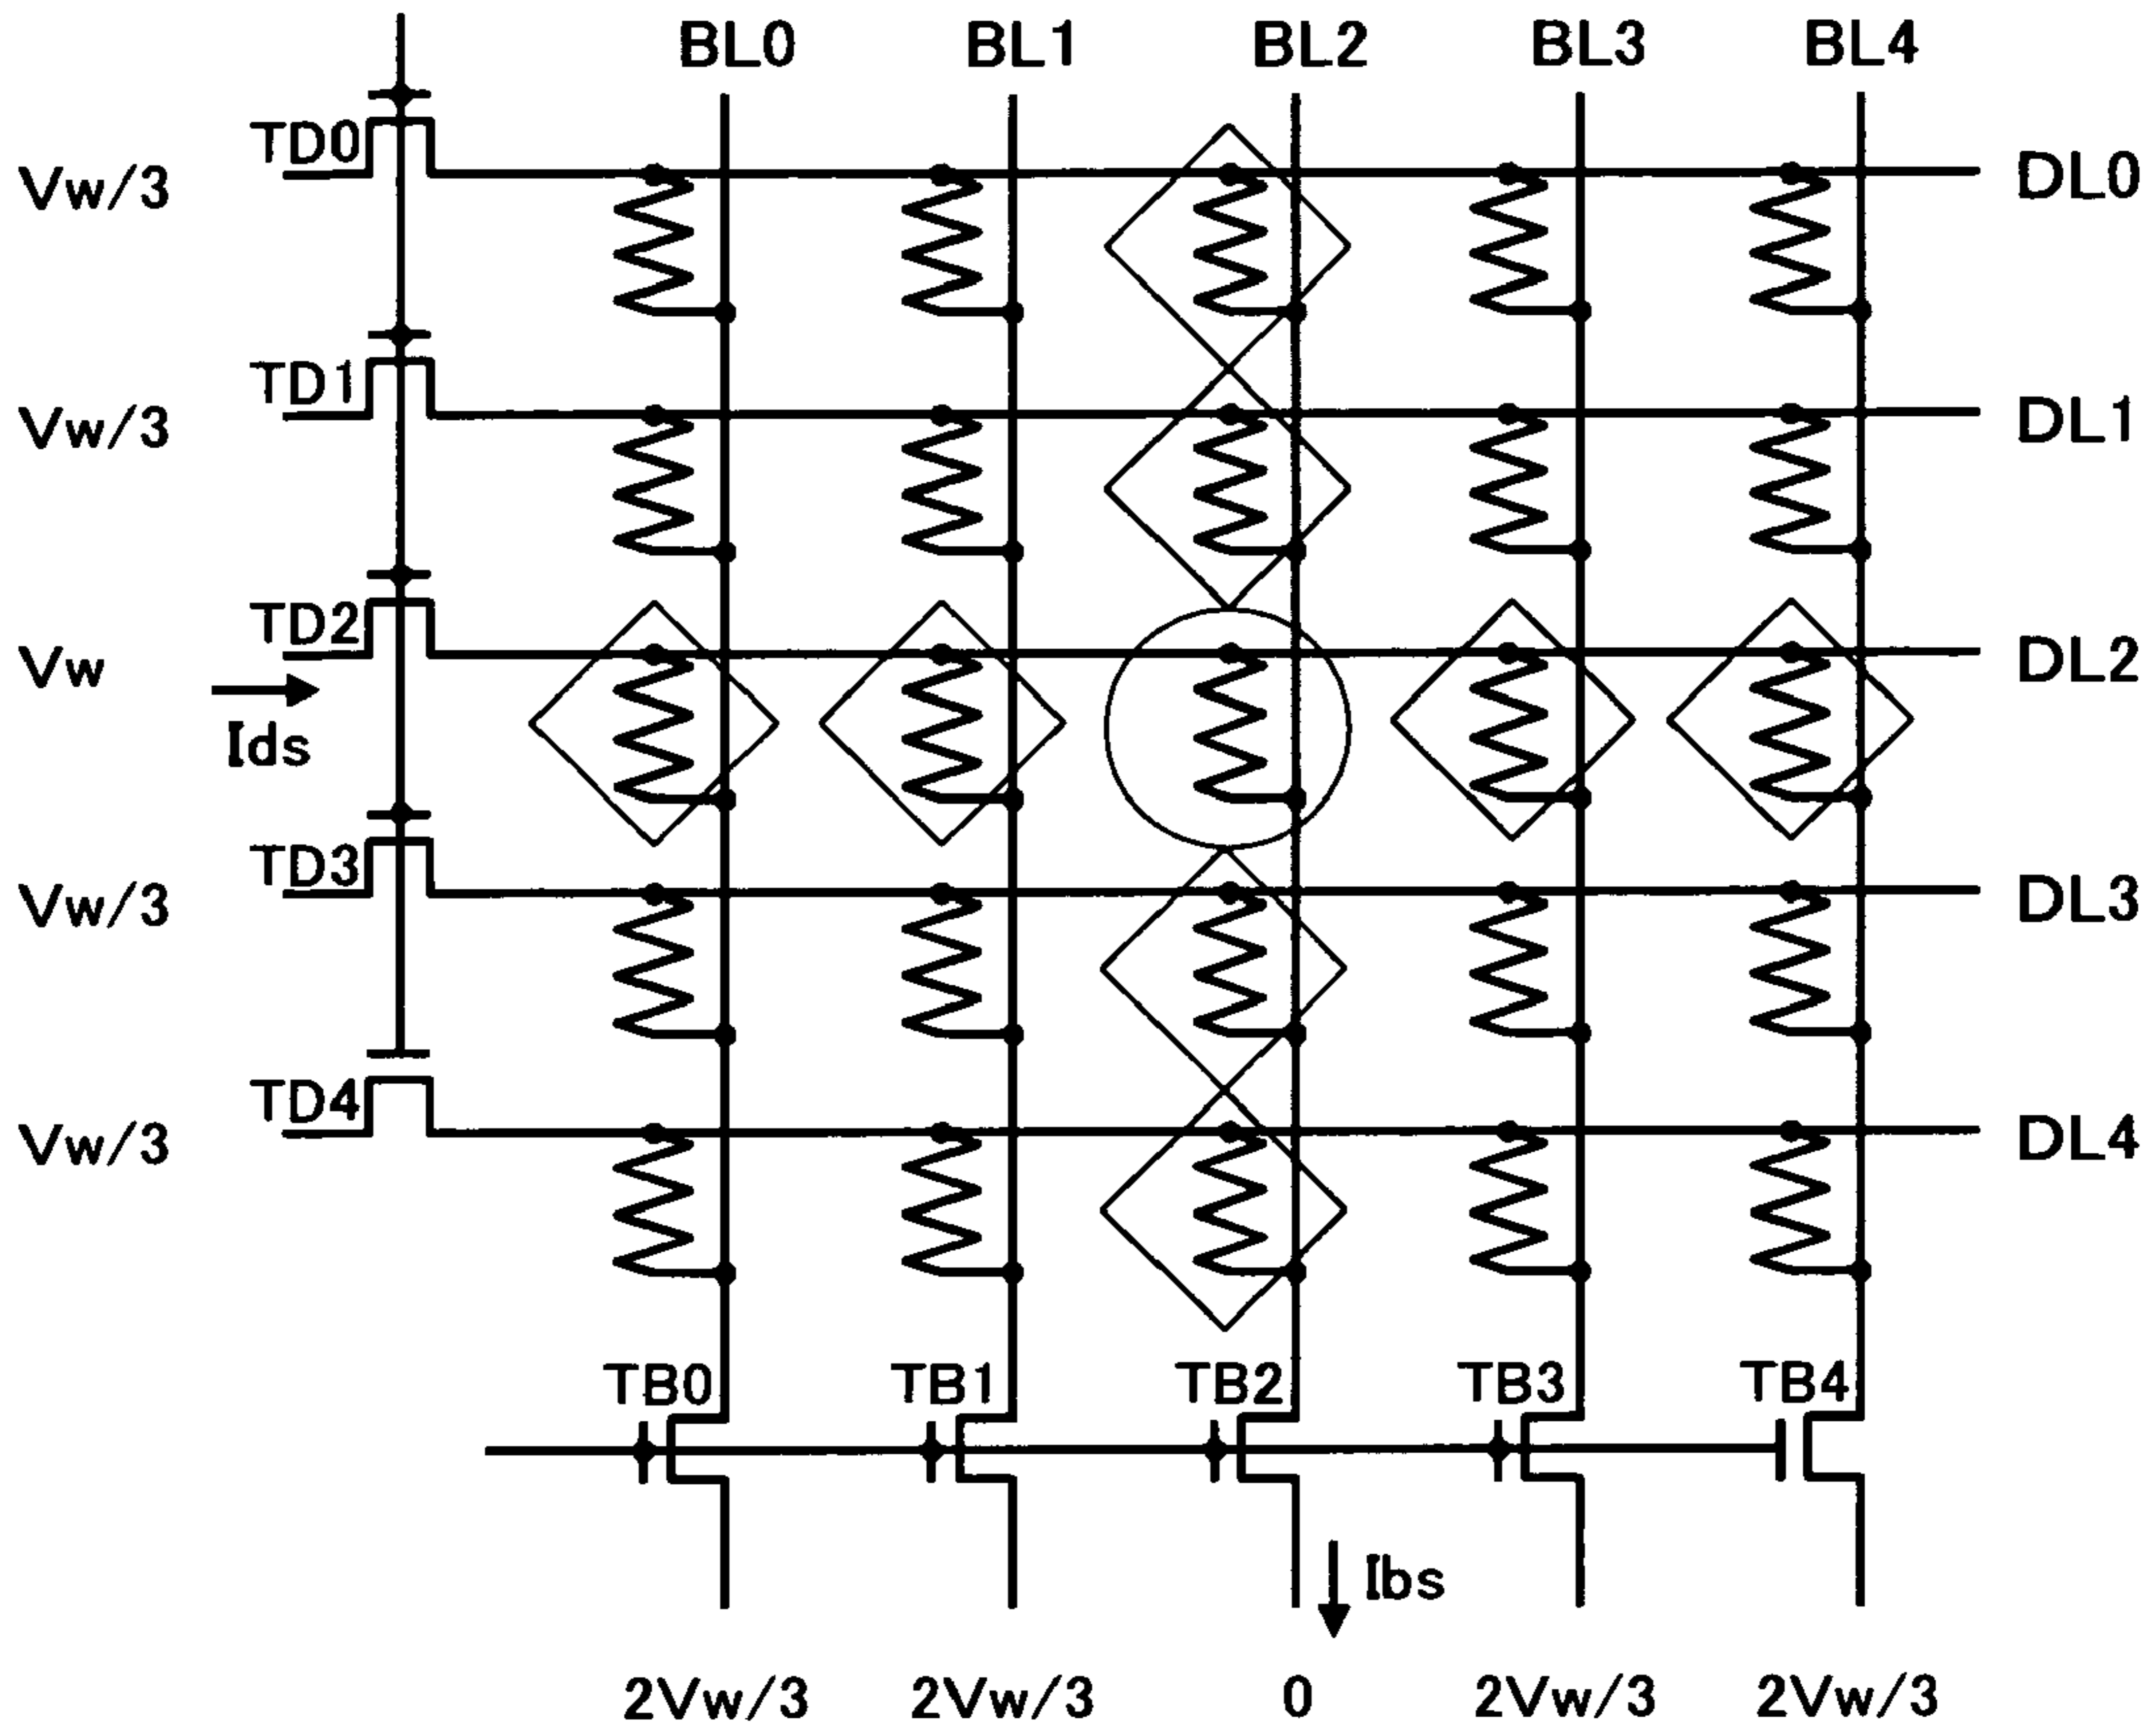 BL0 BL1 BL2 BL3 BL4
TD0
Vw/3 DL0
TD1
Vw/3 DL1
TD2
Vw DL2
Ids
TD3
Vw/3 DL3
TD4
Vw/3 DL4
TB0 TB1 TB2 TB3 TB4
Ibs
2Vw/3 2Vw/3 0 2Vw/3 2Vw/3